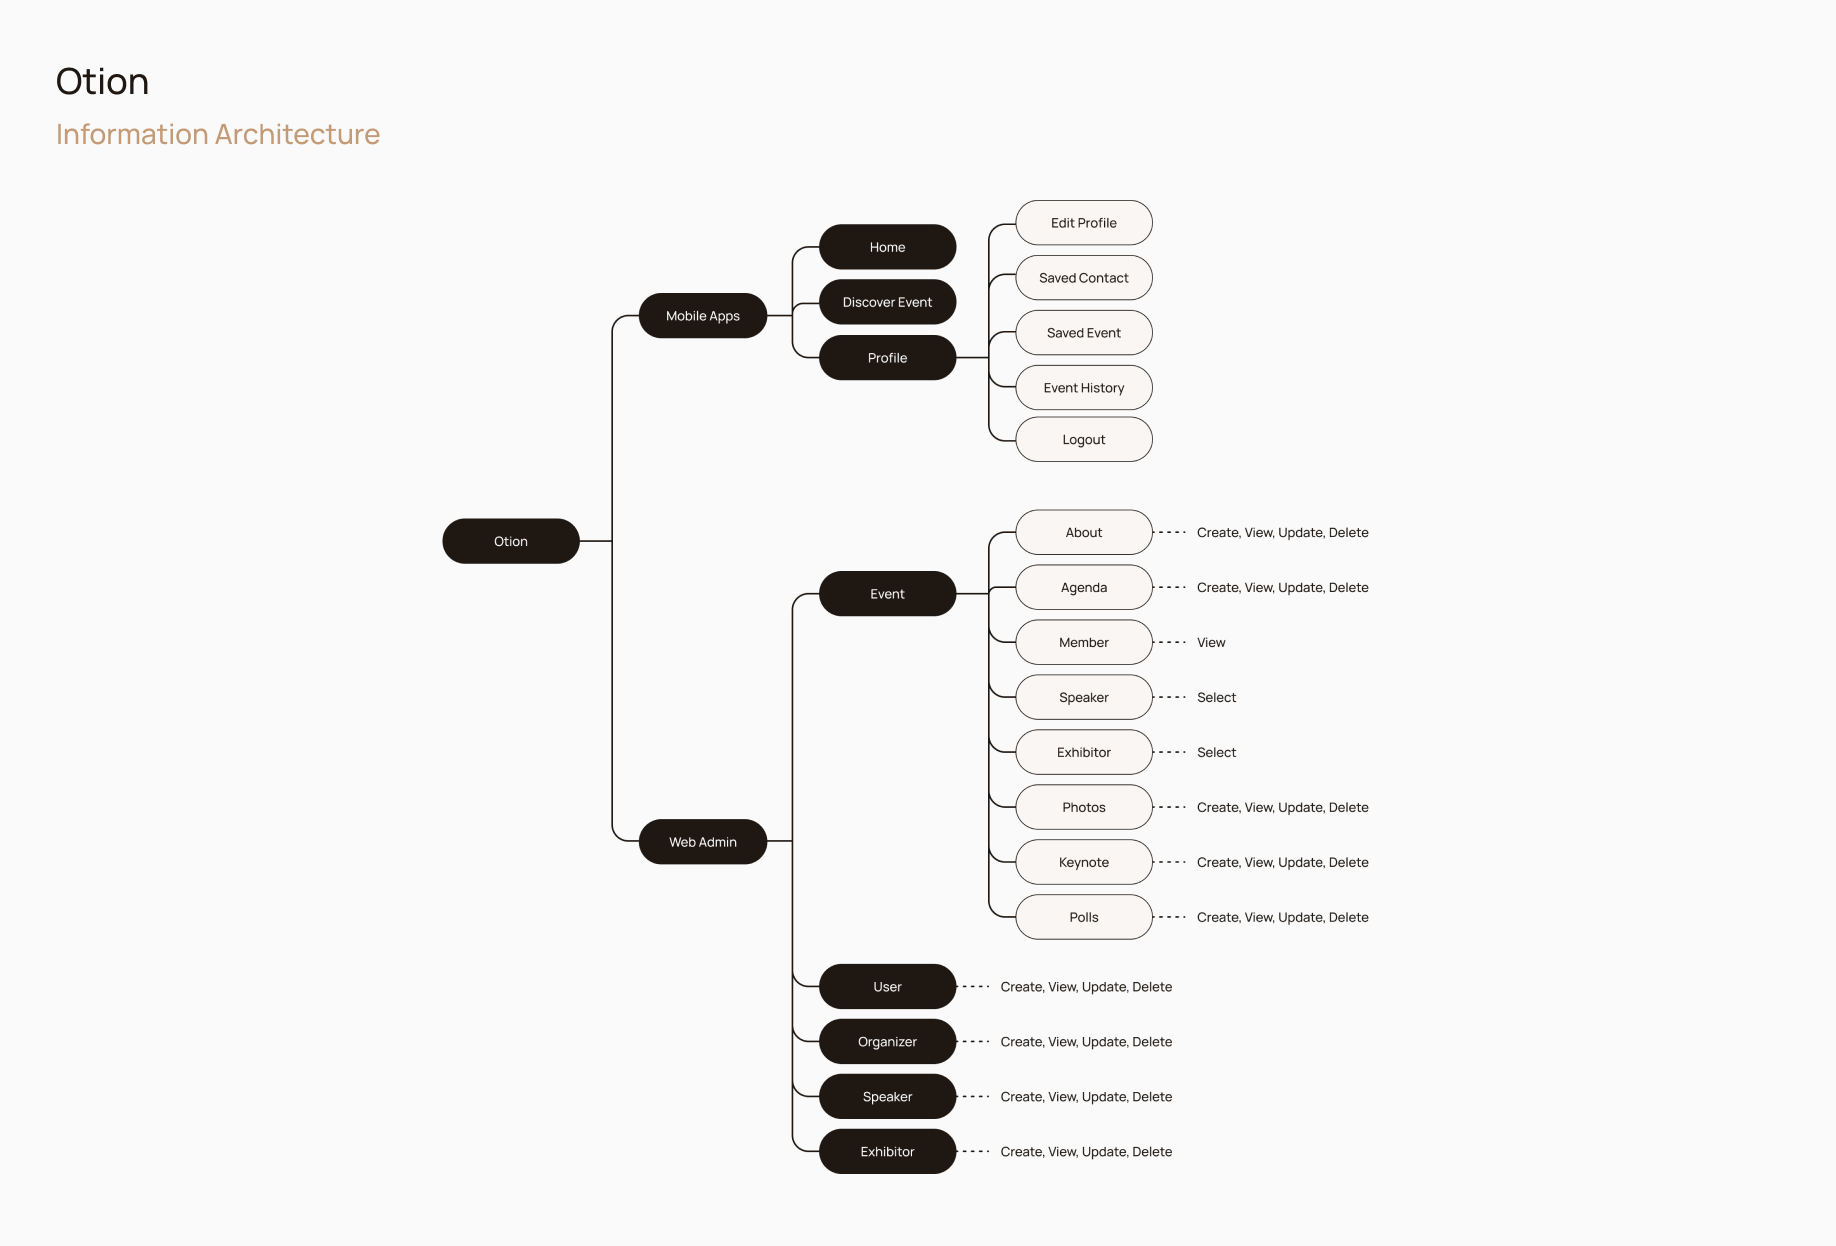 Otion
Information Architecture
Otion
Mobile Apps
Home
Discover Event
Profile
Edit Profile
Saved Contact
Saved Event
Event History
Logout
Web Admin
Event
About
Create, View, Update, Delete
Agenda
Create, View, Update, Delete
Member
View
Speaker
Select
Exhibitor
Select
Photos
Create, View, Update, Delete
Keynote
Create, View, Update, Delete
Polls
Create, View, Update, Delete
User
Create, View, Update, Delete
Organizer
Create, View, Update, Delete
Speaker
Create, View, Update, Delete
Exhibitor
Create, View, Update, Delete